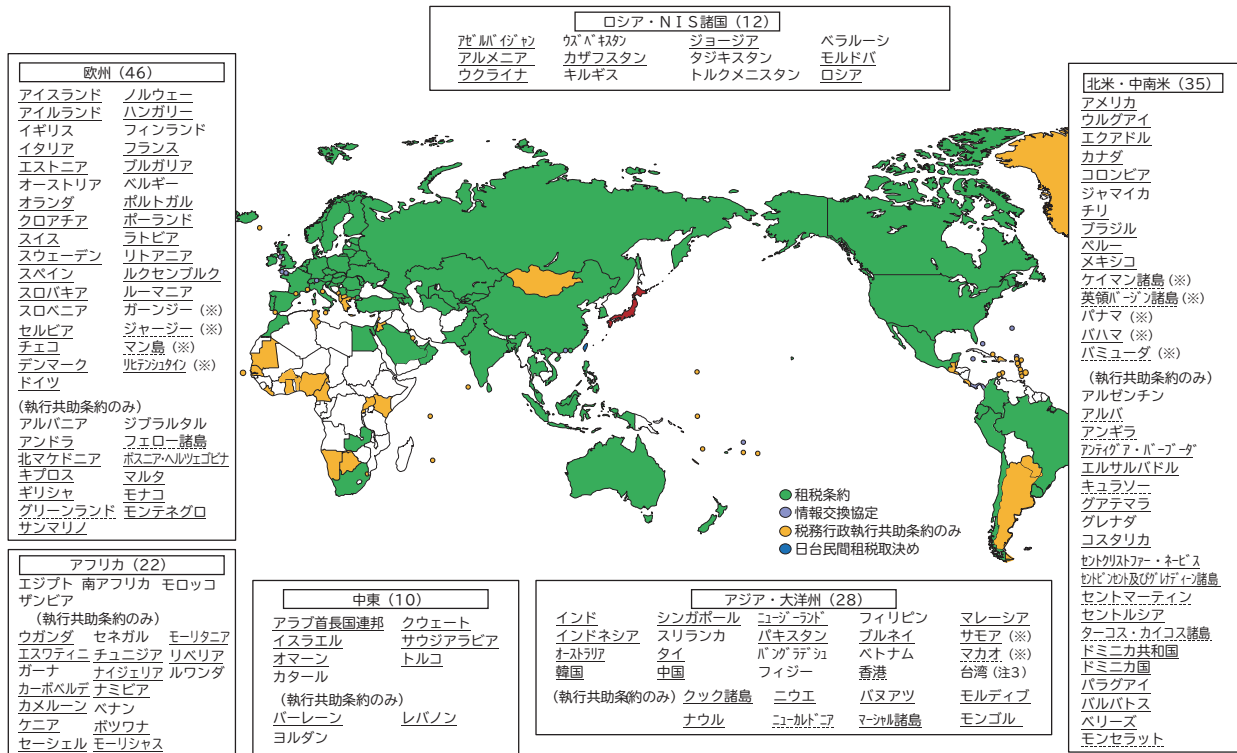 ロシア・NIS諸国（12）
ｱｾﾞﾙﾊﾞｲｼﾞｬﾝ ｳｽﾞﾍﾞｷｽﾀﾝ ジョージア ベラルーシ
アルメニア カザフスタン タジキスタン モルドバ
ウクライナ キルギス トルクメニスタン ロシア
欧州（46）
アイスランド ノルウェー
アイルランド ハンガリー
イギリス フィンランド
イタリア フランス
エストニア ブルガリア
オーストリア ベルギー
オランダ ポルトガル
クロアチア ポーランド
スイス ラトビア
スウェーデン リトアニア
スペイン ルクセンブルク
スロバキア ルーマニア
スロベニア ガーンジー（※）
セルビア ジャージー（※）
チェコ マン島（※）
デンマーク ﾘﾋﾃﾝｼｭﾀｲﾝ（※）
ドイツ
(執行共助条約のみ)
アルバニア ジブラルタル
アンドラ フェロー諸島
北マケドニア ﾎﾞｽﾆｱ・ﾍﾙﾂｪｺﾞﾋﾞﾅ
キプロス マルタ
ギリシャ モナコ
グリーンランド モンテネグロ
サンマリノ
北米・中南米（35）
アメリカ
ウルグアイ
エクアドル
カナダ
コロンビア
ジャマイカ
チリ
ブラジル
ペルー
メキシコ
ケイマン諸島（※）
英領ﾊﾞｰｼﾞﾝ諸島（※）
パナマ（※）
バハマ（※）
バミューダ（※）
(執行共助条約のみ)
アルゼンチン
アルバ
アンギラ
ｱﾝﾃｨｸﾞｱ・ﾊﾞｰﾌﾞｰﾀﾞ
エルサルバドル
キュラソー
グアテマラ
グレナダ
コスタリカ
ｾﾝﾄｸﾘｽﾄﾌｧｰ・ﾈｰﾋﾞｽ
ｾﾝﾄﾋﾞﾝｾﾝﾄ及びｸﾞﾚﾅﾃﾞｨｰﾝ諸島
セントマーティン
セントルシア
ターコス・カイコス諸島
ドミニカ共和国
ドミニカ国
パラグアイ
バルバドス
ベリーズ
モンセラット
租税条約
情報交換協定
税務行政執行共助条約のみ
日台民間租税取決め
アフリカ（22）
エジプト 南アフリカ モロッコ
ザンビア
(執行共助条約のみ)
ウガンダ セネガル モーリタニア
エスワティニ チュニジア リベリア
ガーナ ナイジェリア ルワンダ
カーボベルデ ナミビア
カメルーン ベナン
ケニア ボツワナ
セーシェル モーリシャス
中東（10）
アラブ首長国連邦 クウェート
イスラエル サウジアラビア
オマーン トルコ
カタール
(執行共助条約のみ)
バーレーン レバノン
ヨルダン
アジア・大洋州（28）
インド シンガポール ﾆｭｰｼﾞｰﾗﾝﾄﾞ フィリピン マレーシア
インドネシア スリランカ パキスタン ブルネイ サモア（※）
ｵｰｽﾄﾗﾘｱ タイ ﾊﾞﾝｸﾞﾗﾃﾞｼｭ ベトナム マカオ（※）
韓国 中国 フィジー 香港 台湾（注3）
(執行共助条約のみ) クック諸島 ニウエ バヌアツ モルディブ
ナウル ﾆｭｰｶﾙﾄﾞﾆｱ ﾏｰｼｬﾙ諸島 モンゴル